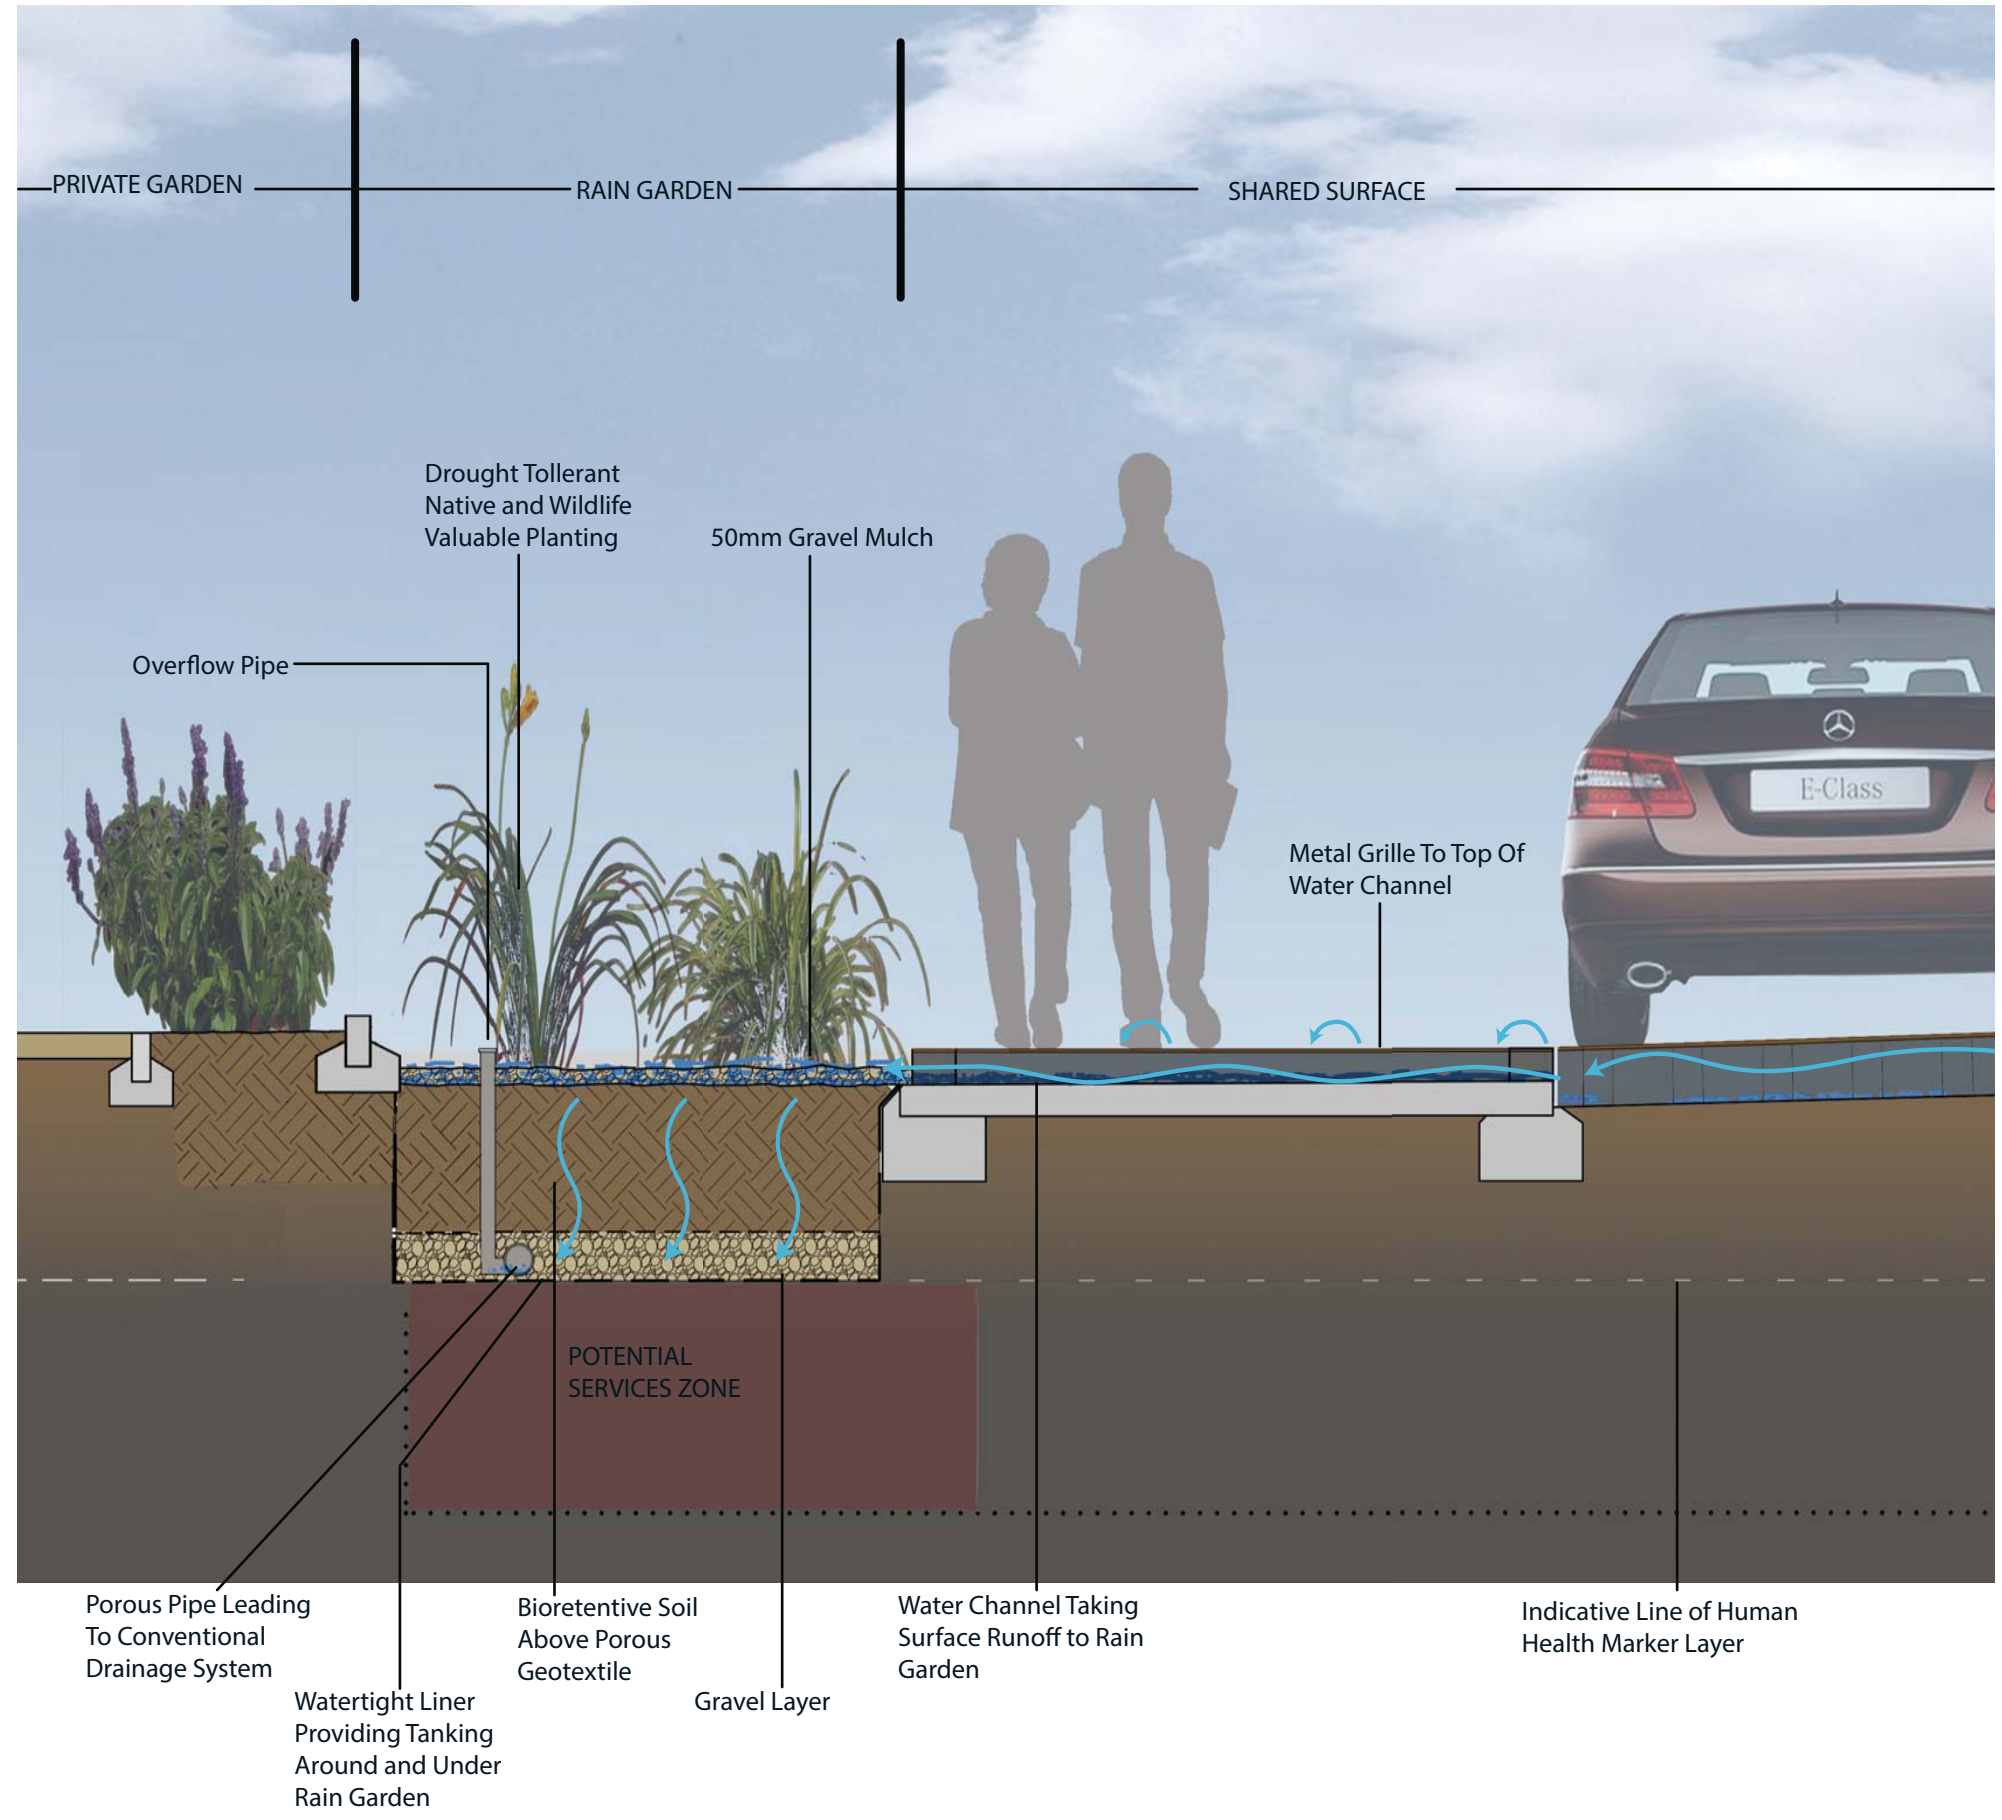 PRIVATE GARDEN
RAIN GARDEN
SHARED SURFACE
Drought Tollerant
Native and Wildlife
Valuable Planting
50mm Gravel Mulch
Overflow Pipe
E-Class
Metal Grille To Top Of
Water Channel
POTENTIAL
SERVICES ZONE
Porous Pipe Leading
To Conventional
Drainage System
Watertight Liner
Providing Tanking
Around and Under
Rain Garden
Bioretentive Soil
Above Porous
Geotextile
Gravel Layer
Water Channel Taking
Surface Runoff to Rain
Garden
Indicative Line of Human
Health Marker Layer